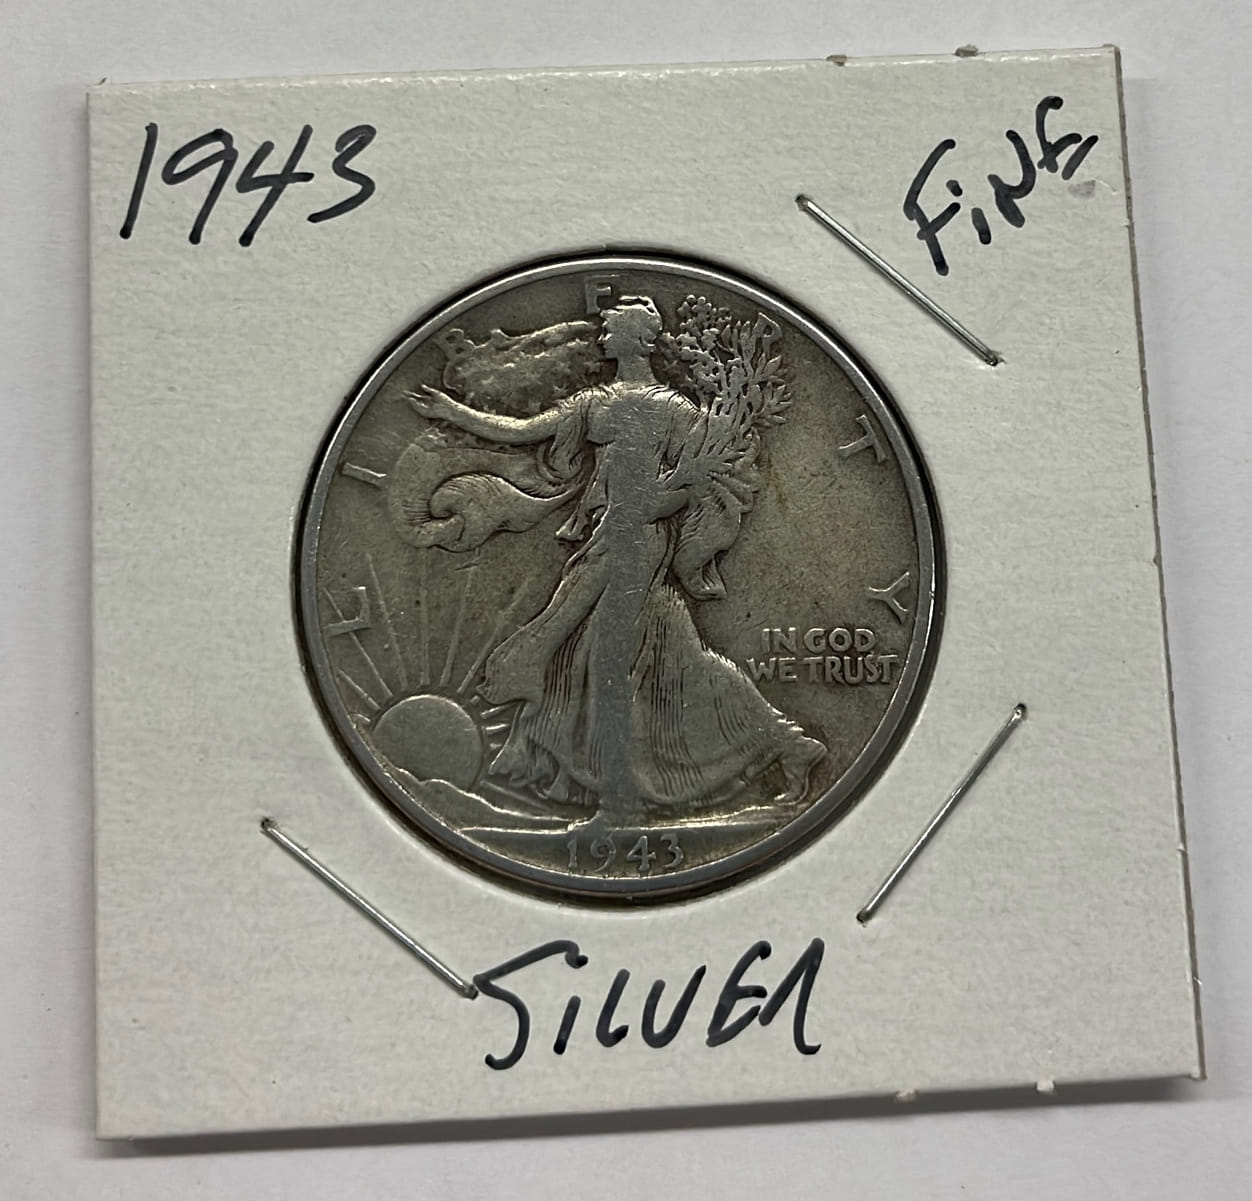 1943
FiNE
LIBERTY
IN GOD
WE TRUST
1943
SiLVER